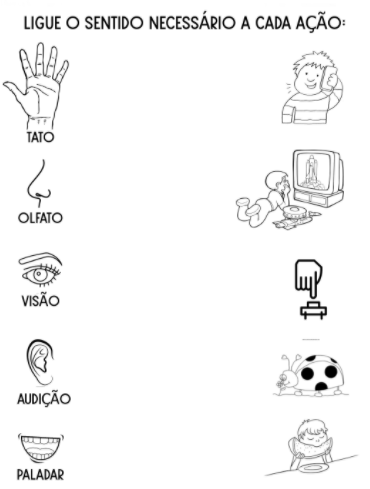 LIGUE O SENTIDO NECESSÁRIO A CADA AÇÃO:
TATO
OLFATO
VISÃO
AUDIÇÃO
PALADAR